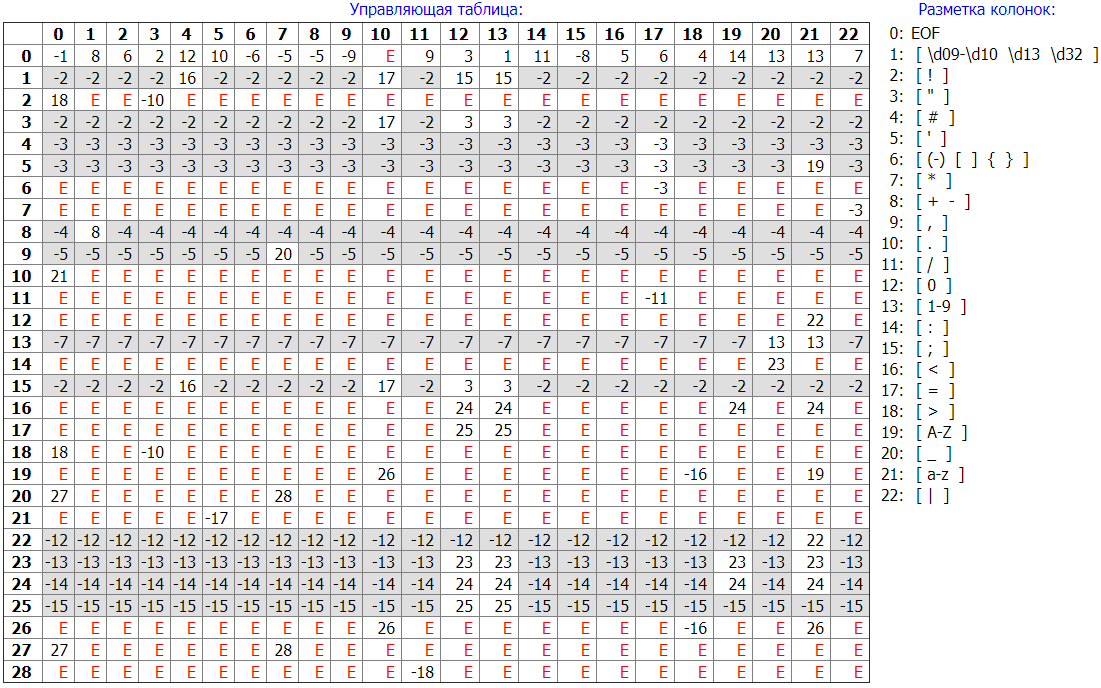 Управляющая таблица:
0 1 2 3 4 5 6 7 8 9 10 11 12 13 14 15 16 17 18 19 20 21 22
0 -1 8 6 2 12 10 -6 -5 -5 -9 E 9 3 1 11 -8 5 6 4 14 13 13 7
1 -2 -2 -2 -2 16 -2 -2 -2 -2 -2 17 -2 15 15 -2 -2 -2 -2 -2 -2 -2 -2 -2
2 18 E E -10 E E E E E E E E E E E E E E E E E E E
3 -2 -2 -2 -2 -2 -2 -2 -2 -2 -2 17 -2 3 3 -2 -2 -2 -2 -2 -2 -2 -2 -2
4 -3 -3 -3 -3 -3 -3 -3 -3 -3 -3 -3 -3 -3 -3 -3 -3 -3 -3 -3 -3 -3 -3 -3
5 -3 -3 -3 -3 -3 -3 -3 -3 -3 -3 -3 -3 -3 -3 -3 -3 -3 -3 -3 -3 -3 19 -3
6 E E E E E E E E E E E E E E E E E -3 E E E E E
7 E E E E E E E E E E E E E E E E E E E E E E -3
8 -4 8 -4 -4 -4 -4 -4 -4 -4 -4 -4 -4 -4 -4 -4 -4 -4 -4 -4 -4 -4 -4 -4
9 -5 -5 -5 -5 -5 -5 -5 20 -5 -5 -5 -5 -5 -5 -5 -5 -5 -5 -5 -5 -5 -5 -5
10 21 E E E E E E E E E E E E E E E E E E E E E E
11 E E E E E E E E E E E E E E E E E -11 E E E E E
12 E E E E E E E E E E E E E E E E E E E E E 22 E
13 -7 -7 -7 -7 -7 -7 -7 -7 -7 -7 -7 -7 -7 -7 -7 -7 -7 -7 -7 -7 13 13 -7
14 E E E E E E E E E E E E E E E E E E E E 23 E E
15 -2 -2 -2 -2 16 -2 -2 -2 -2 -2 17 -2 3 3 -2 -2 -2 -2 -2 -2 -2 -2 -2
16 E E E E E E E E E E E E 24 24 E E E E E 24 E 24 E
17 E E E E E E E E E E E E 25 25 E E E E E E E E E
18 18 E E -10 E E E E E E E E E E E E E E E E E E E
19 E E E E E E E E E E 26 E E E E E E E -16 E E 19 E
20 27 E E E E E E 28 E E E E E E E E E E E E E E E
21 E E E E E -17 E E E E E E E E E E E E E E E E E
22 -12 -12 -12 -12 -12 -12 -12 -12 -12 -12 -12 -12 -12 -12 -12 -12 -12 -12 -12 -12 -12 22 -12
23 -13 -13 -13 -13 -13 -13 -13 -13 -13 -13 -13 -13 23 23 -13 -13 -13 -13 -13 23 -13 23 -13
24 -14 -14 -14 -14 -14 -14 -14 -14 -14 -14 -14 -14 24 24 -14 -14 -14 -14 -14 24 -14 24 -14
25 -15 -15 -15 -15 -15 -15 -15 -15 -15 -15 -15 -15 25 25 -15 -15 -15 -15 -15 -15 -15 -15 -15
26 E E E E E E E E E E 26 E E E E E E E -16 E E 26 E
27 27 E E E E E E 28 E E E E E E E E E E E E E E E
28 E E E E E E E E E E E -18 E E E E E E E E E E E
Разметка колонок:
0: EOF
1: [ \d09-\d10 \d13 \d32 ]
2: [ ! ]
3: [ " ]
4: [ # ]
5: [ ' ]
6: [ (-) [ ] { } ]
7: [ * ]
8: [ + - ]
9: [ , ]
10: [ . ]
11: [ / ]
12: [ 0 ]
13: [ 1-9 ]
14: [ : ]
15: [ ; ]
16: [ < ]
17: [ = ]
18: [ > ]
19: [ A-Z ]
20: [ _ ]
21: [ a-z ]
22: [ | ]